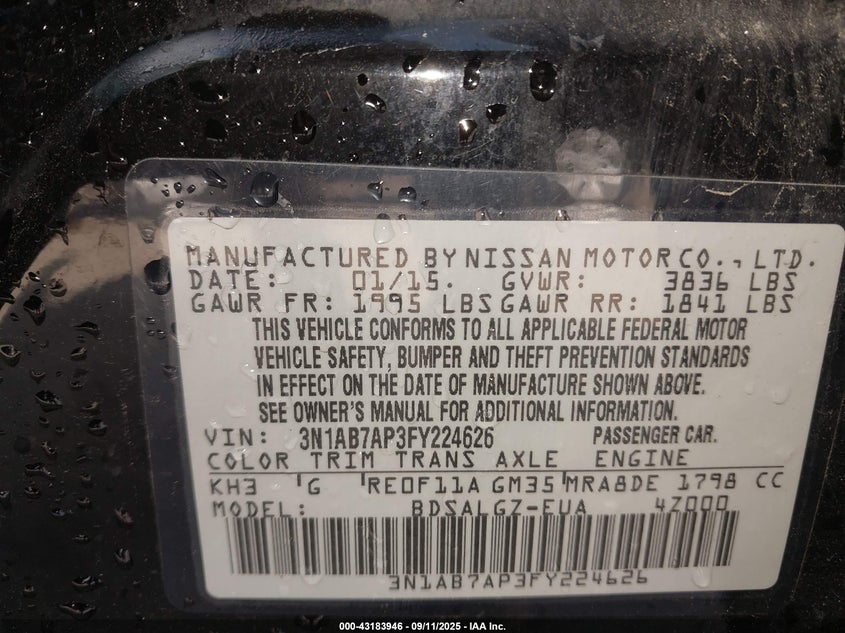 MANUFACTURED BY NISSAN MOTOR CO., LTD.
DATE: 01/15. GVWR: 3836 LBS
GAWR FR: 1995 LBS GAWR RR: 1841 LBS
THIS VEHICLE CONFORMS TO ALL APPLICABLE FEDERAL MOTOR
VEHICLE SAFETY, BUMPER AND THEFT PREVENTION STANDARDS
IN EFFECT ON THE DATE OF MANUFACTURE SHOWN ABOVE.
SEE OWNER'S MANUAL FOR ADDITIONAL INFORMATION.
VIN: 3N1AB7AP3FY224626 PASSENGER CAR.
COLOR TRIM TRANS AXLE ENGINE
KH3 'G 'RE0F11A GM35'MRA8DE 1798 CC
MODEL: BDSALGZ-EUA 4Z000
3N1AB7AP3FY224626
000-43183946 - 09/11/2025 - IAA Inc.